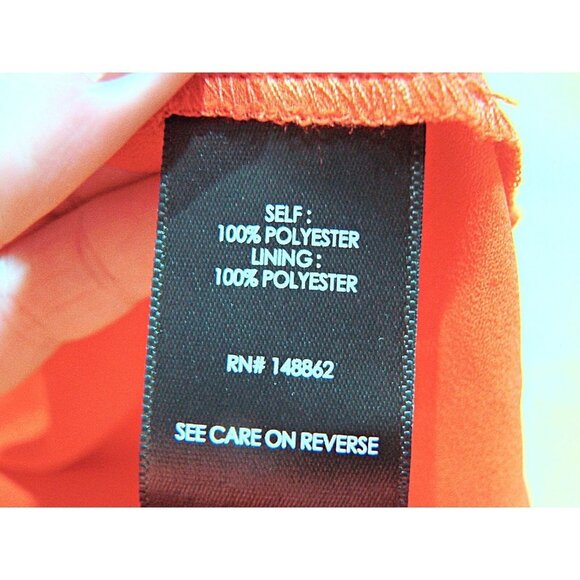 SELF :
100% POLYESTER
LINING :
100% POLYESTER
RN# 148862
SEE CARE ON REVERSE